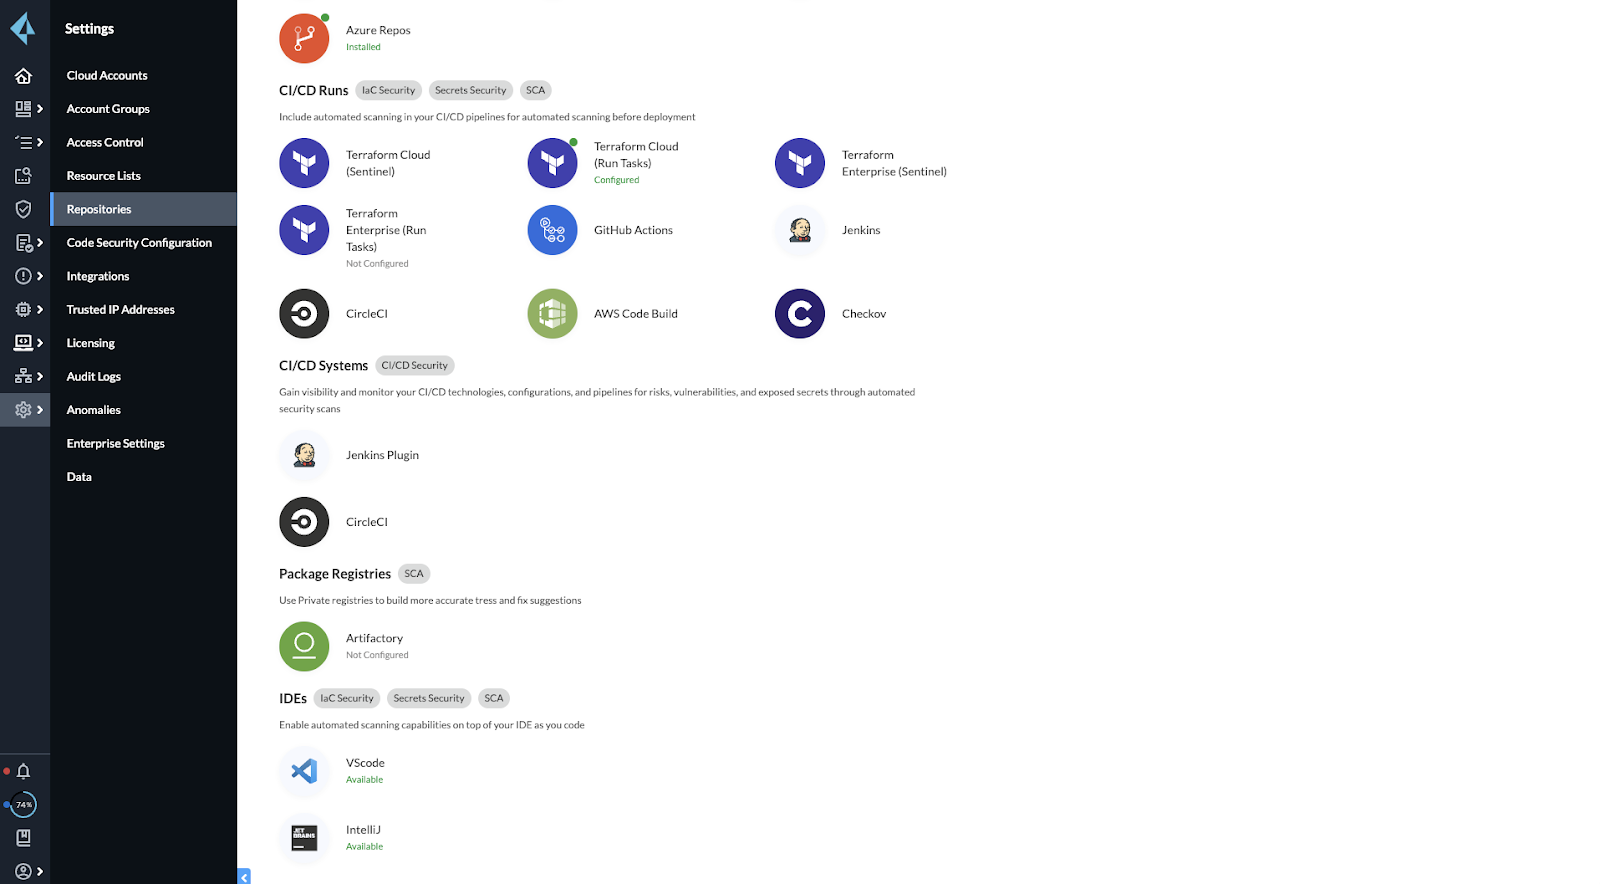 Settings
Cloud Accounts
Account Groups
Access Control
Resource Lists
Repositories
Code Security Configuration
Integrations
Trusted IP Addresses
Licensing
Audit Logs
Anomalies
Enterprise Settings
Data
74%
Azure Repos
Installed
CI/CD Runs IaC Security Secrets Security SCA
Include automated scanning in your CI/CD pipelines for automated scanning before deployment
Terraform Cloud
(Sentinel)
Terraform Cloud
(Run Tasks)
Configured
Terraform
Enterprise (Sentinel)
Terraform
Enterprise (Run
Tasks)
Not Configured
GitHub Actions
Jenkins
CircleCI
AWS Code Build
Checkov
CI/CD Systems CI/CD Security
Gain visibility and monitor your CI/CD technologies, configurations, and pipelines for risks, vulnerabilities, and exposed secrets through automated
security scans
Jenkins Plugin
CircleCI
Package Registries SCA
Use Private registries to build more accurate tress and fix suggestions
Artifactory
Not Configured
IDEs IaC Security Secrets Security SCA
Enable automated scanning capabilities on top of your IDE as you code
VScode
Available
JET
BRAINS
IntelliJ
Available